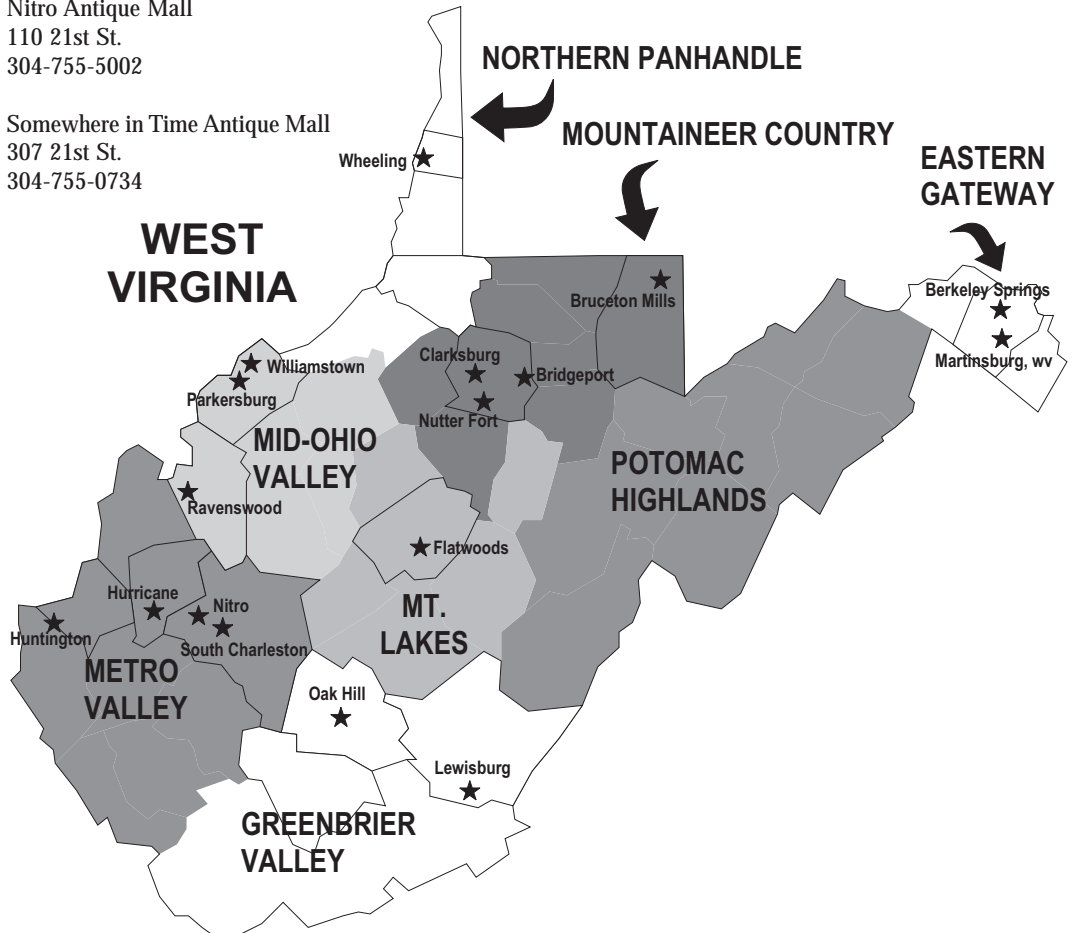 Nitro Antique Mall
110 21st St.
304-755-5002
Somewhere in Time Antique Mall
307 21st St.
304-755-0734
NORTHERN PANHANDLE
MOUNTAINEER COUNTRY
EASTERN
GATEWAY
Wheeling
WEST
VIRGINIA
Bruceton Mills
Berkeley Springs
Martinsburg, wv
Williamstown
Parkersburg
Clarksburg
Bridgeport
Nutter Fort
MID-OHIO
VALLEY
POTOMAC
HIGHLANDS
Ravenswood
Flatwoods
Hurricane
Nitro
Huntington
South Charleston
MT.
LAKES
METRO
VALLEY
Oak Hill
Lewisburg
GREENBRIER
VALLEY